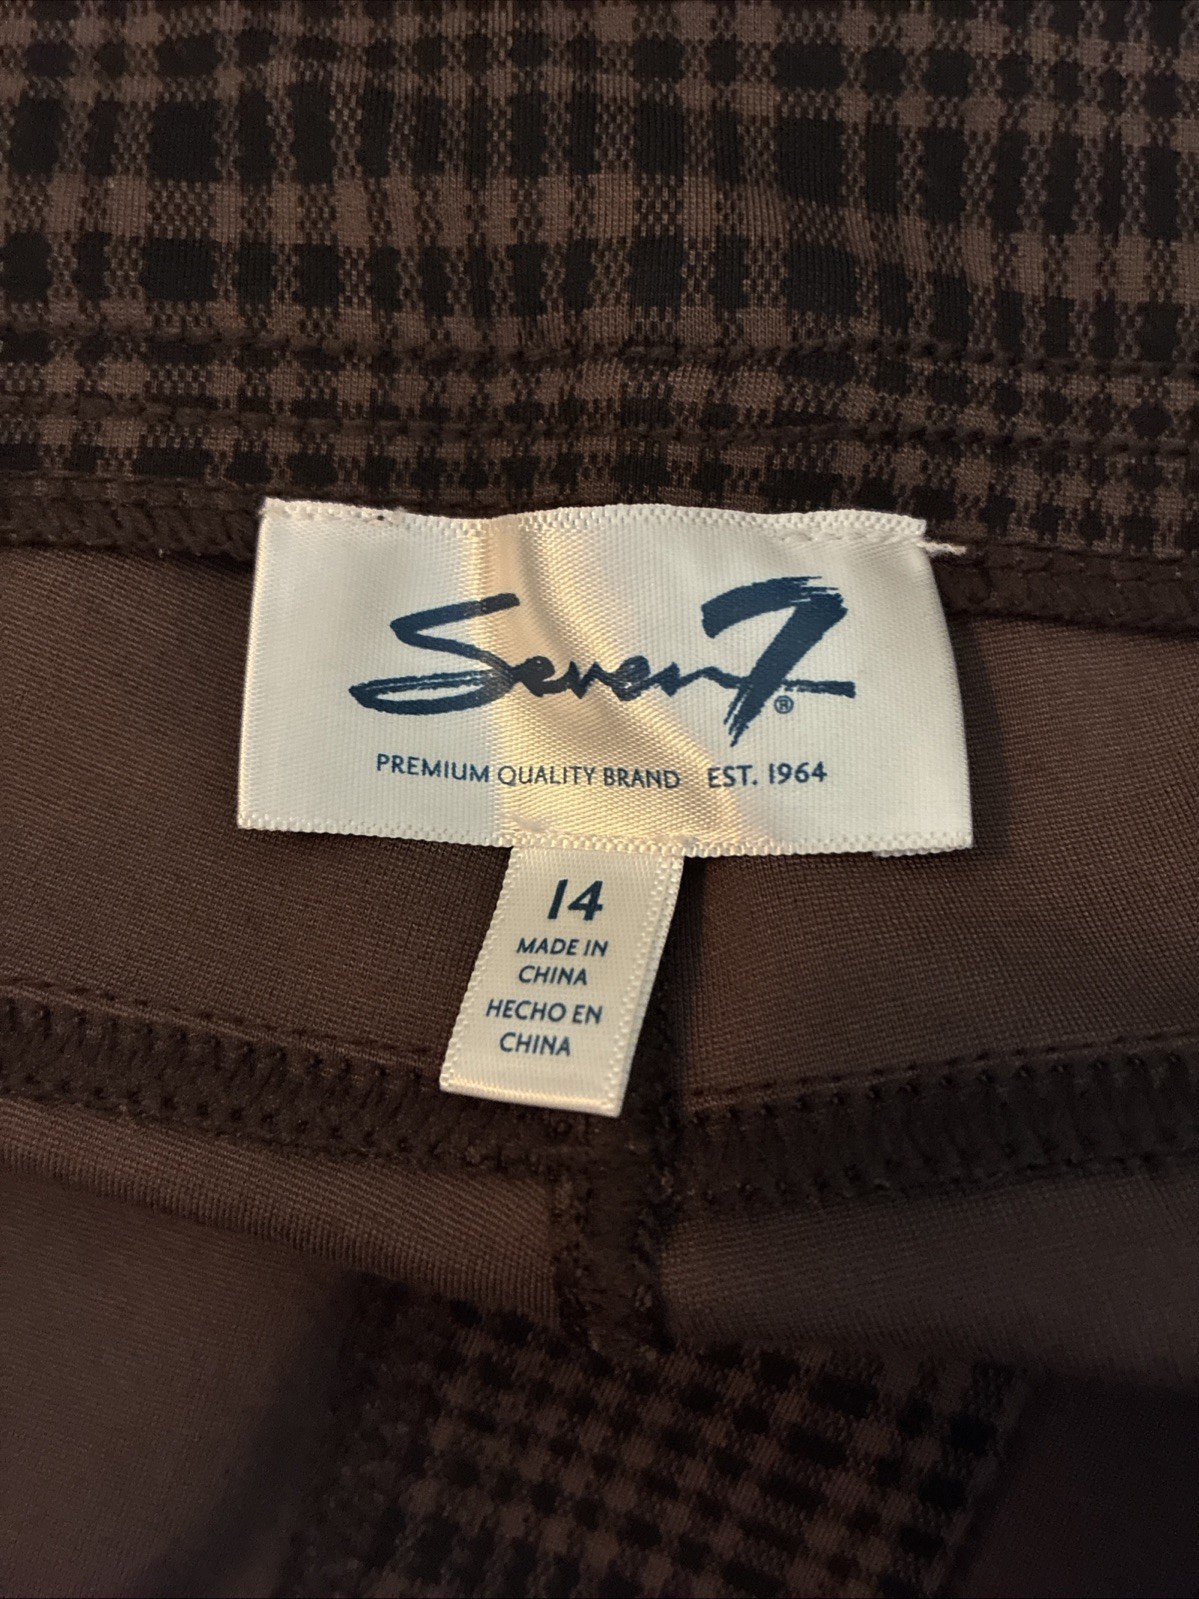 Seven7®
PREMIUM QUALITY BRAND EST. 1964
14
MADE IN
CHINA
HECHO EN
CHINA